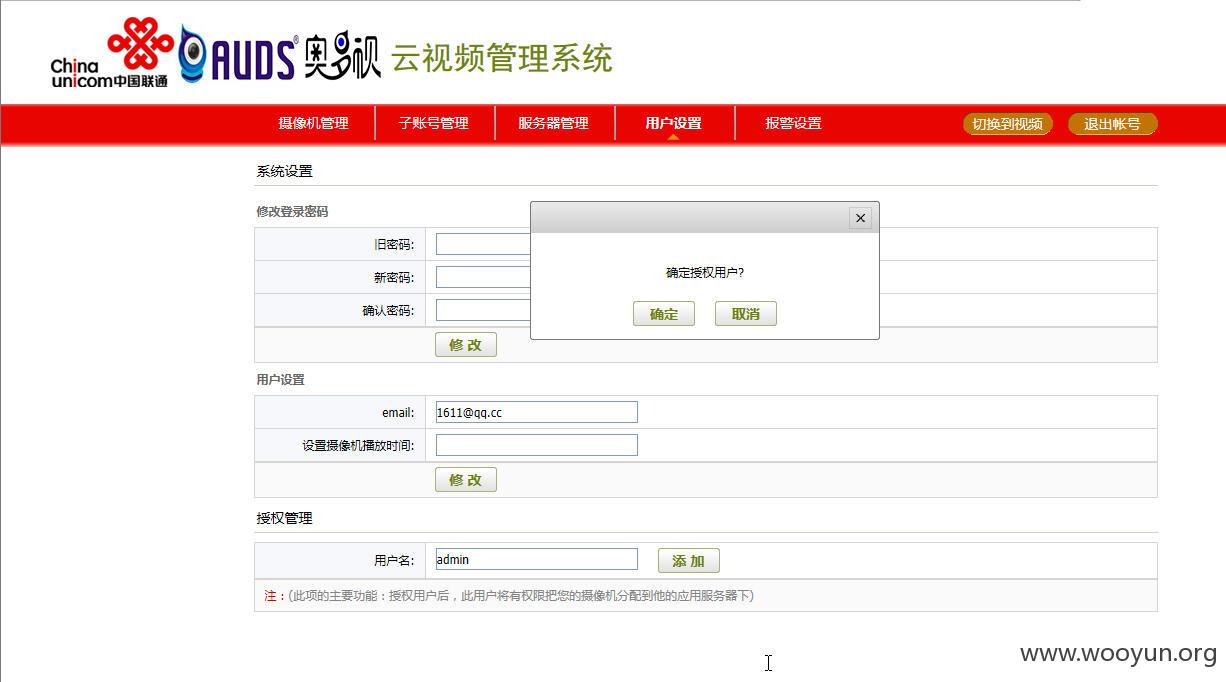 China unicom中国联通 AUDS® 奥多视 云视频管理系统
摄像机管理 子账号管理 服务器管理 用户设置 报警设置 切换到视频 退出帐号
系统设置
修改登录密码
旧密码:
新密码:
确认密码:
修 改
×
确定授权用户?
确定 取消
用户设置
email: 1611@qq.cc
设置摄像机播放时间:
修 改
授权管理
用户名: admin 添 加
注：(此项的主要功能：授权用户后，此用户将有权限把您的摄像机分配到他的应用服务器下)
www.wooyun.org